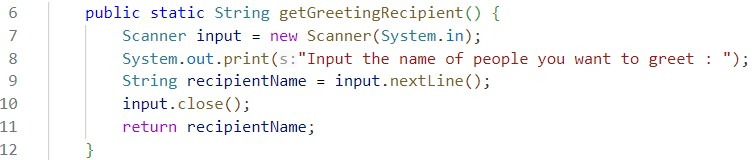 6 public static String getGreetingRecipient() {
7 Scanner input = new Scanner(System.in);
8 System.out.print(s:"Input the name of people you want to greet : ");
9 String recipientName = input.nextLine();
10 input.close();
11 return recipientName;
12 }